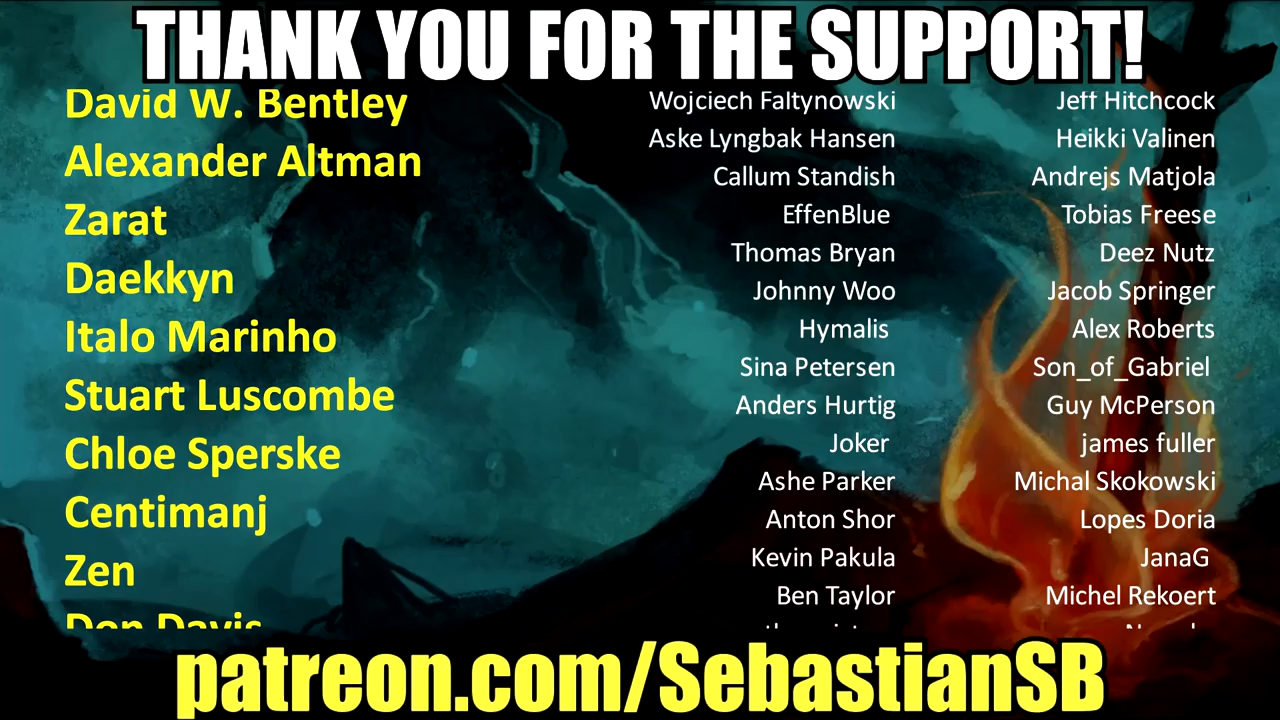 THANK YOU FOR THE SUPPORT!
David W. Bentley
Alexander Altman
Zarat
Daekkyn
Italo Marinho
Stuart Luscombe
Chloe Sperske
Centimanj
Zen
Don Davis
Wojciech Faltynowski
Aske Lyngbak Hansen
Callum Standish
EffenBlue
Thomas Bryan
Johnny Woo
Hymalis
Sina Petersen
Anders Hurtig
Joker
Ashe Parker
Anton Shor
Kevin Pakula
Ben Taylor
Jeff Hitchcock
Heikki Valinen
Andrejs Matjola
Tobias Freese
Deez Nutz
Jacob Springer
Alex Roberts
Son_of_Gabriel
Guy McPerson
james fuller
Michal Skokowski
Lopes Doria
JanaG
Michel Rekoert
patreon.com/SebastianSB